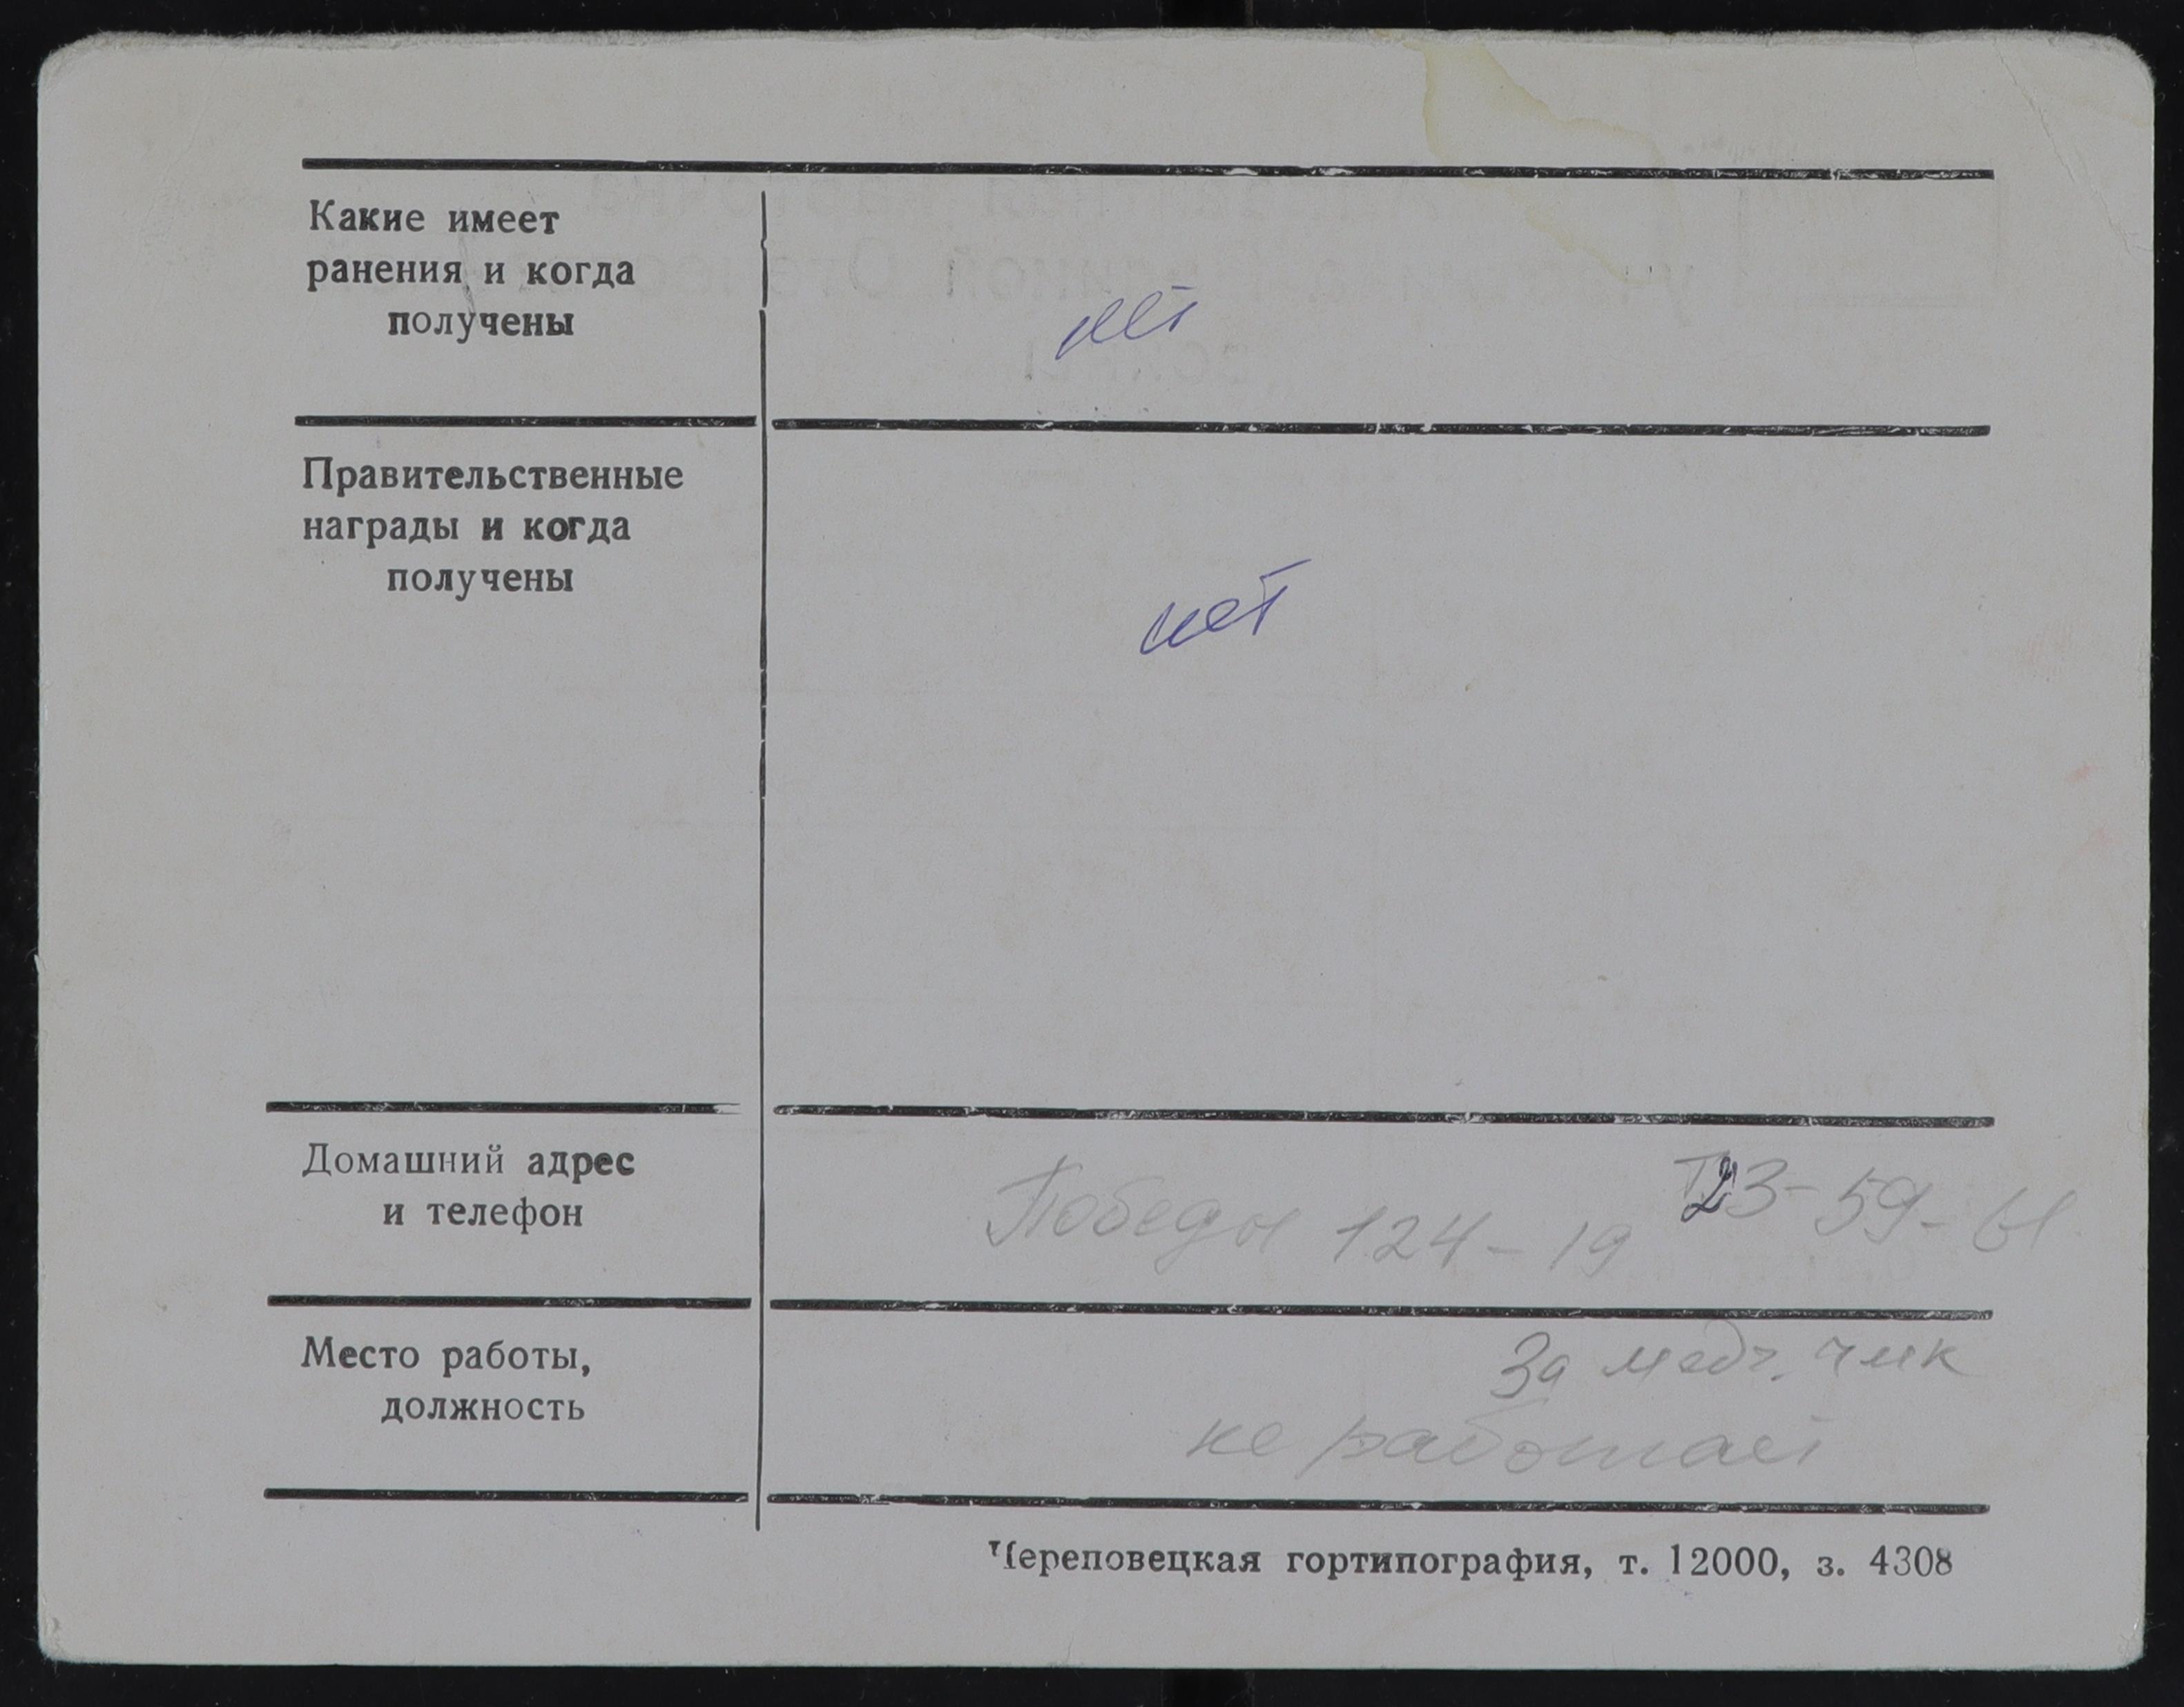 Какие имеет
ранения и когда
получены
нет
Правительственные
награды и когда
получены
нет
Домашний адрес
и телефон
Победы 124-19 т. 23-59-61
Место работы,
должность
За
не работает
Череповецкая гортипография, т. 12000, з. 4308